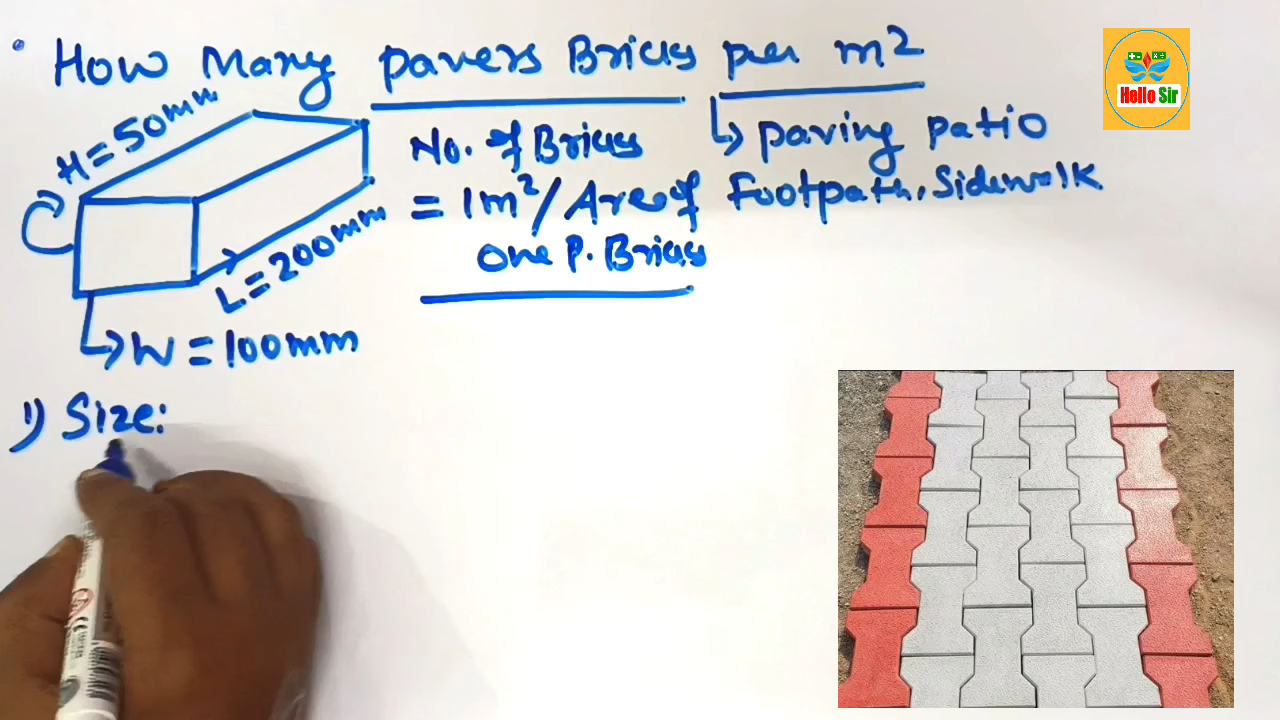 How Many pavers Bricks per m²
Hello Sir
H = 50mm
No. of Bricks
= 1m²/Area of
one P. Bricks
paving patio
Footpath, Sidewalk
L = 200mm
W = 100mm
1) Size: